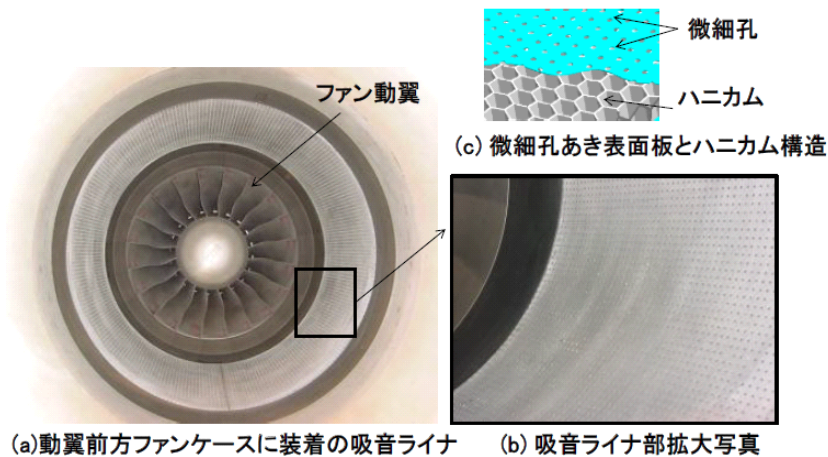 微細孔
ファン動翼
ハニカム
(c) 微細孔あき表面板とハニカム構造
(a)動翼前方ファンケースに装着の吸音ライナ
(b) 吸音ライナ部拡大写真